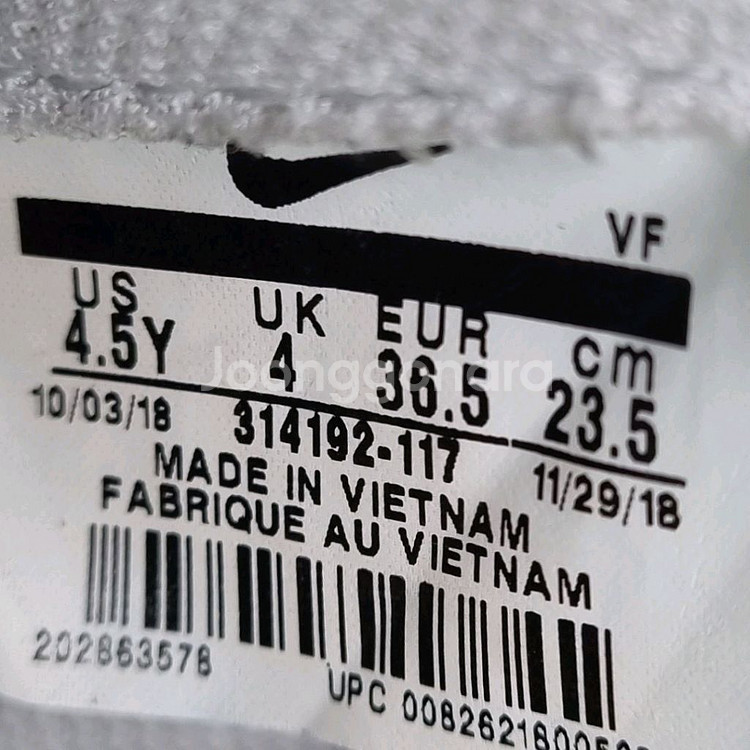 VF
US UK EUR cm
4.5Y 4 36.5 23.5
10/03/18 314192-117 11/29/18
MADE IN VIETNAM
FABRIQUE AU VIETNAM
202863578
UPC
Joonggonara